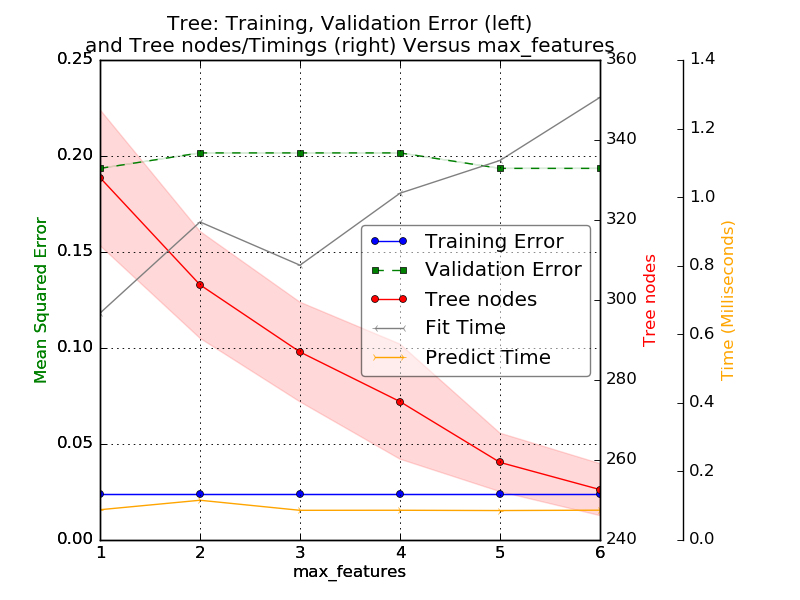 Tree: Training, Validation Error (left)
and Tree nodes/Timings (right) Versus max_features
Mean Squared Error
0.25
0.20
0.15
0.10
0.05
0.00
1 2 3 4 5 6
max_features
Training Error
Validation Error
Tree nodes
Fit Time
Predict Time
360
340
320
300
280
260
240
Tree nodes
1.4
1.2
1.0
0.8
0.6
0.4
0.2
0.0
Time (Milliseconds)